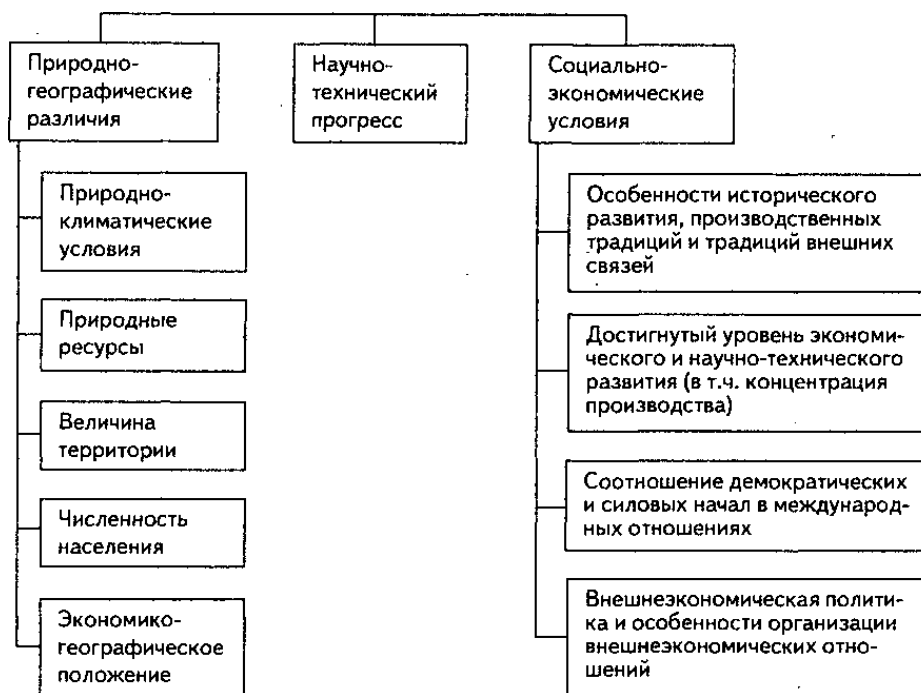 Природно-
географические
различия
Научно-
технический
прогресс
Социально-
экономические
условия
Природно-
климатические
условия
Природные
ресурсы
Величина
территории
Численность
населения
Экономико-
географическое
положение
Особенности исторического
развития, производственных
традиций и традиций внешних
связей
Достигнутый уровень экономи-
ческого и научно-технического
развития (в т.ч. концентрация
производства)
Соотношение демократических
и силовых начал в международ-
ных отношениях
Внешнеэкономическая полити-
ка и особенности организации
внешнеэкономических отно-
шений